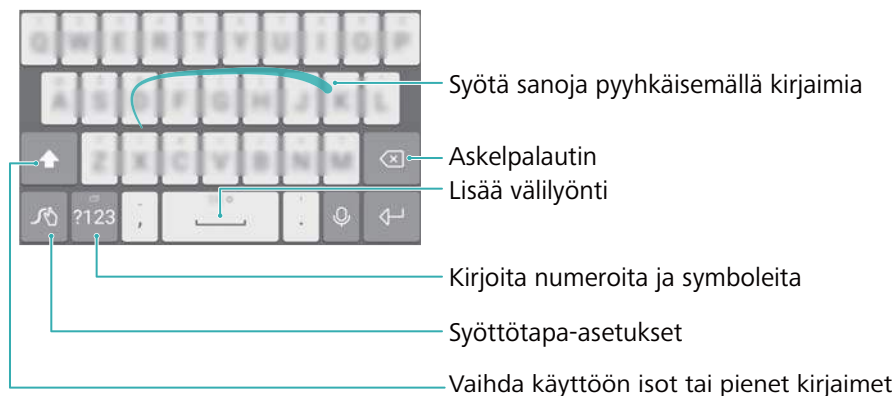 Q W E R T Y U I O P
A S D F G H J K L
Z X C V B N M
?123 , .
Syötä sanoja pyyhkäisemällä kirjaimia
Askelpalautin
Lisää välilyönti
Kirjoita numeroita ja symboleita
Syöttötapa-asetukset
Vaihda käyttöön isot tai pienet kirjaimet